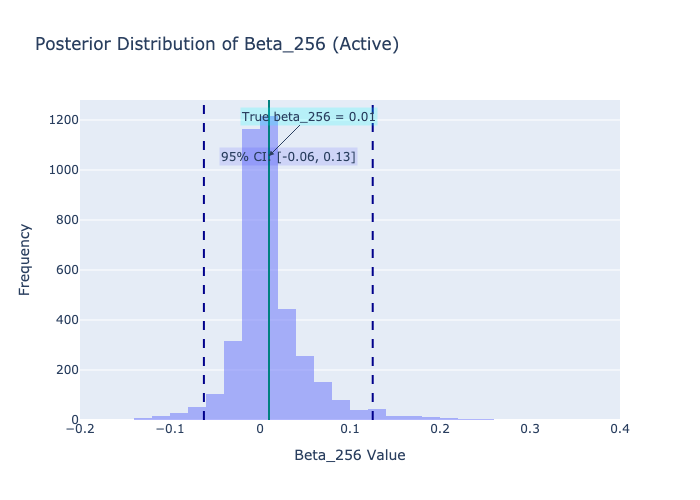 Posterior Distribution of Beta_256 (Active)
1200
True beta_256 = 0.01
95% CI: [-0.06, 0.13]
1000
800
600
400
200
0
−0.2
−0.1
0
0.1
0.2
0.3
0.4
Frequency
Beta_256 Value